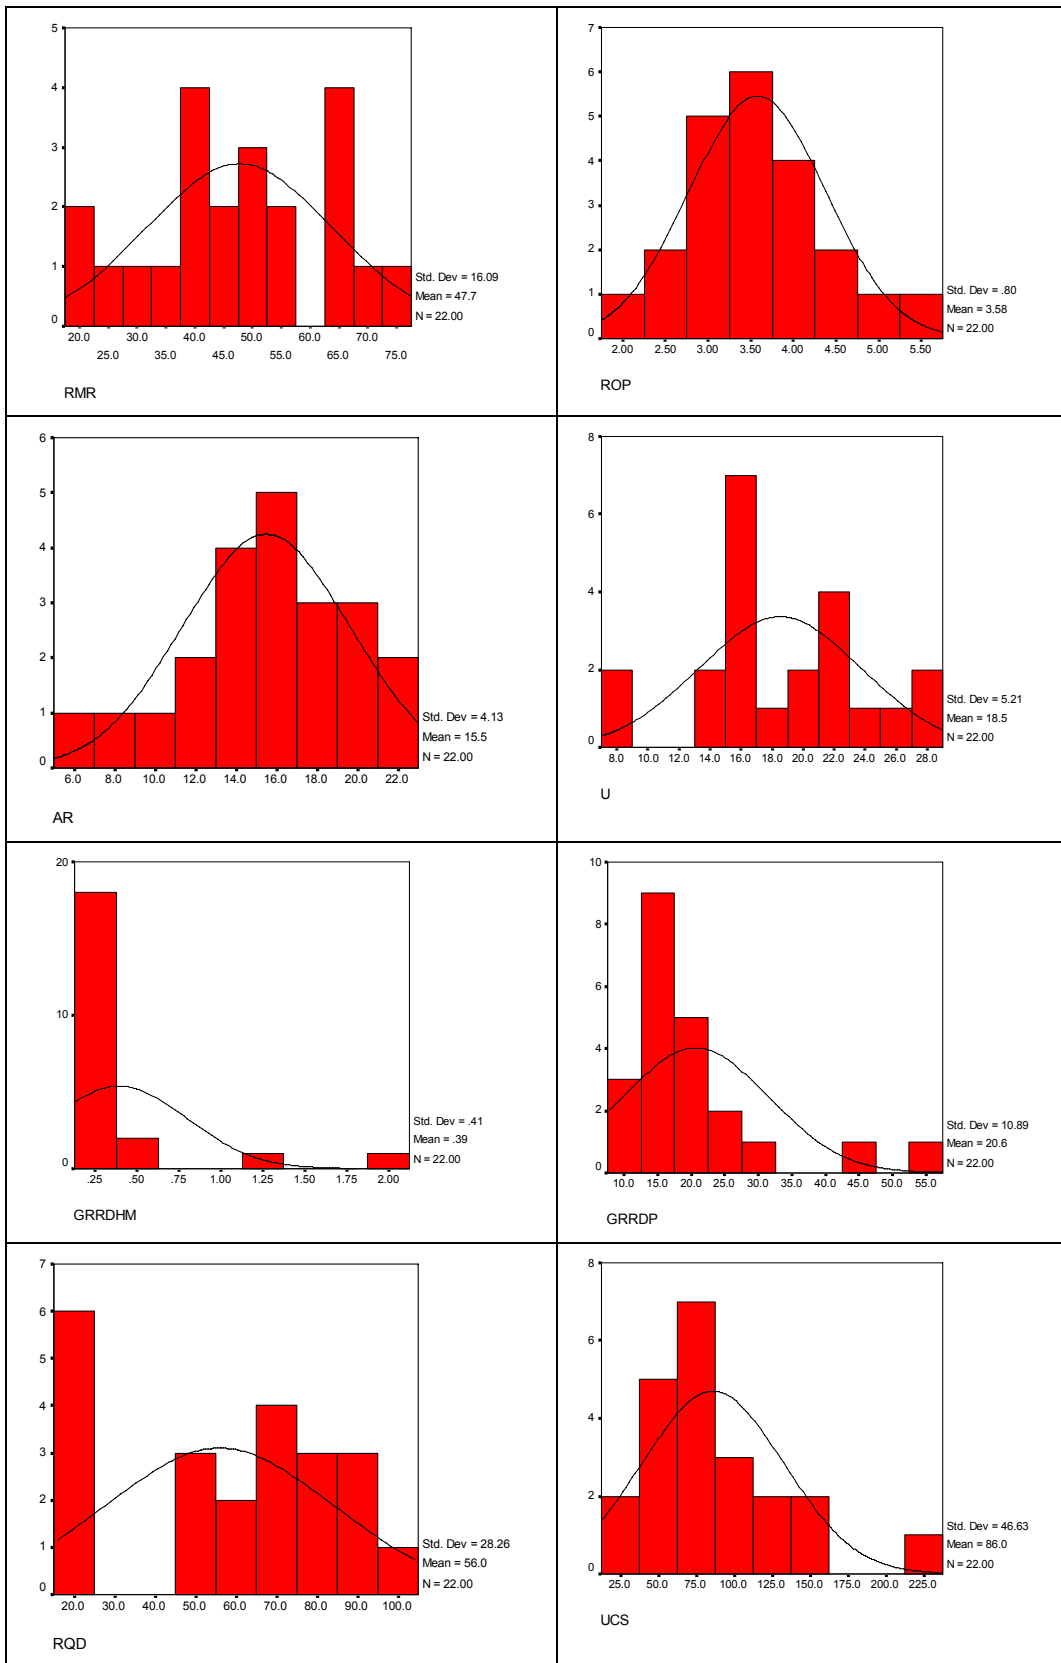 5
4
3
2
1
0
20.0 30.0 40.0 50.0 60.0 70.0
25.0 35.0 45.0 55.0 65.0 75.0
Std. Dev = 16.09
Mean = 47.7
N = 22.00
RMR
7
6
5
4
3
2
1
0
2.00 2.50 3.00 3.50 4.00 4.50 5.00 5.50
Std. Dev = .80
Mean = 3.58
N = 22.00
ROP
6
5
4
3
2
1
0
6.0 8.0 10.0 12.0 14.0 16.0 18.0 20.0 22.0
Std. Dev = 4.13
Mean = 15.5
N = 22.00
AR
8
6
4
2
0
8.0 10.0 12.0 14.0 16.0 18.0 20.0 22.0 24.0 26.0 28.0
Std. Dev = 5.21
Mean = 18.5
N = 22.00
U
20
10
0
.25 .50 .75 1.00 1.25 1.50 1.75 2.00
Std. Dev = .41
Mean = .39
N = 22.00
GRRDHM
10
8
6
4
2
0
10.0 15.0 20.0 25.0 30.0 35.0 40.0 45.0 50.0 55.0
Std. Dev = 10.89
Mean = 20.6
N = 22.00
GRRDP
7
6
5
4
3
2
1
0
20.0 30.0 40.0 50.0 60.0 70.0 80.0 90.0 100.0
Std. Dev = 28.26
Mean = 56.0
N = 22.00
RQD
8
6
4
2
0
25.0 50.0 75.0 100.0 125.0 150.0 175.0 200.0 225.0
Std. Dev = 46.63
Mean = 86.0
N = 22.00
UCS